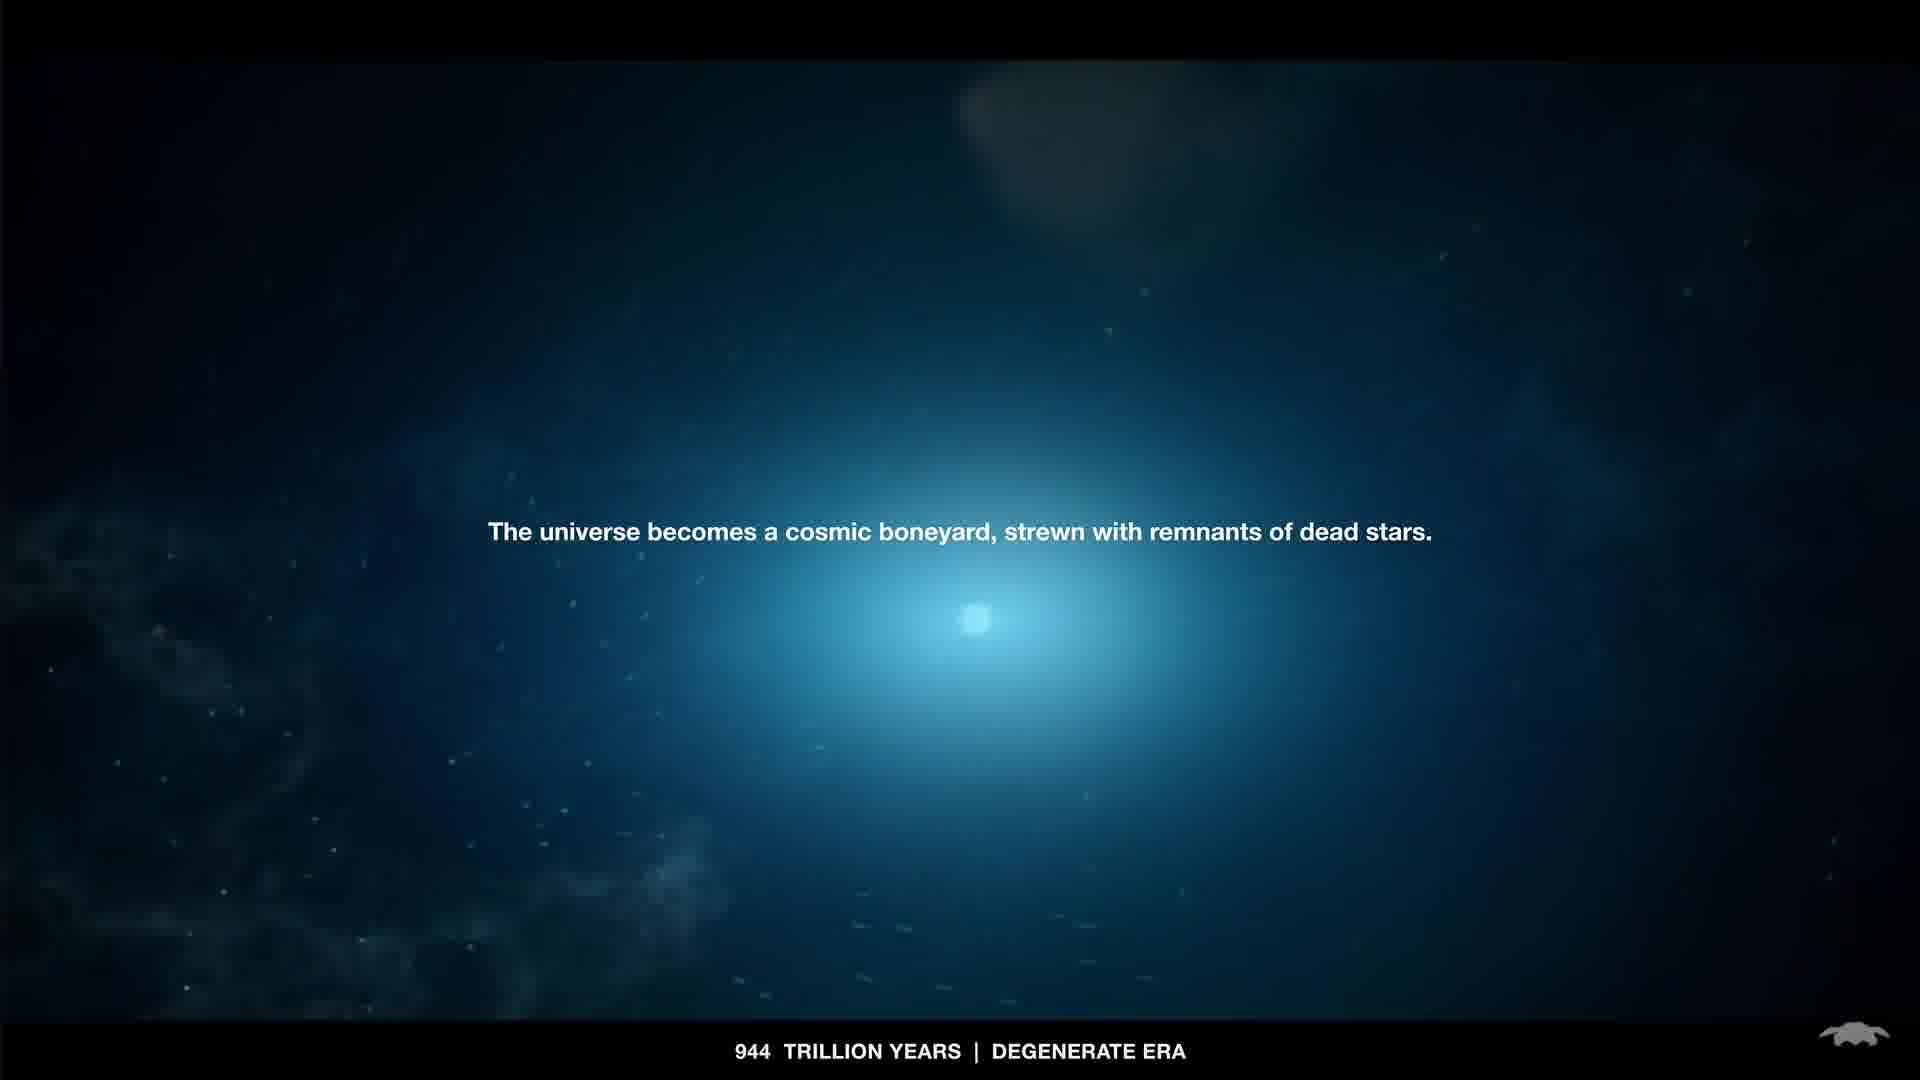 The universe becomes a cosmic boneyard, strewn with remnants of dead stars.
944 TRILLION YEARS | DEGENERATE ERA